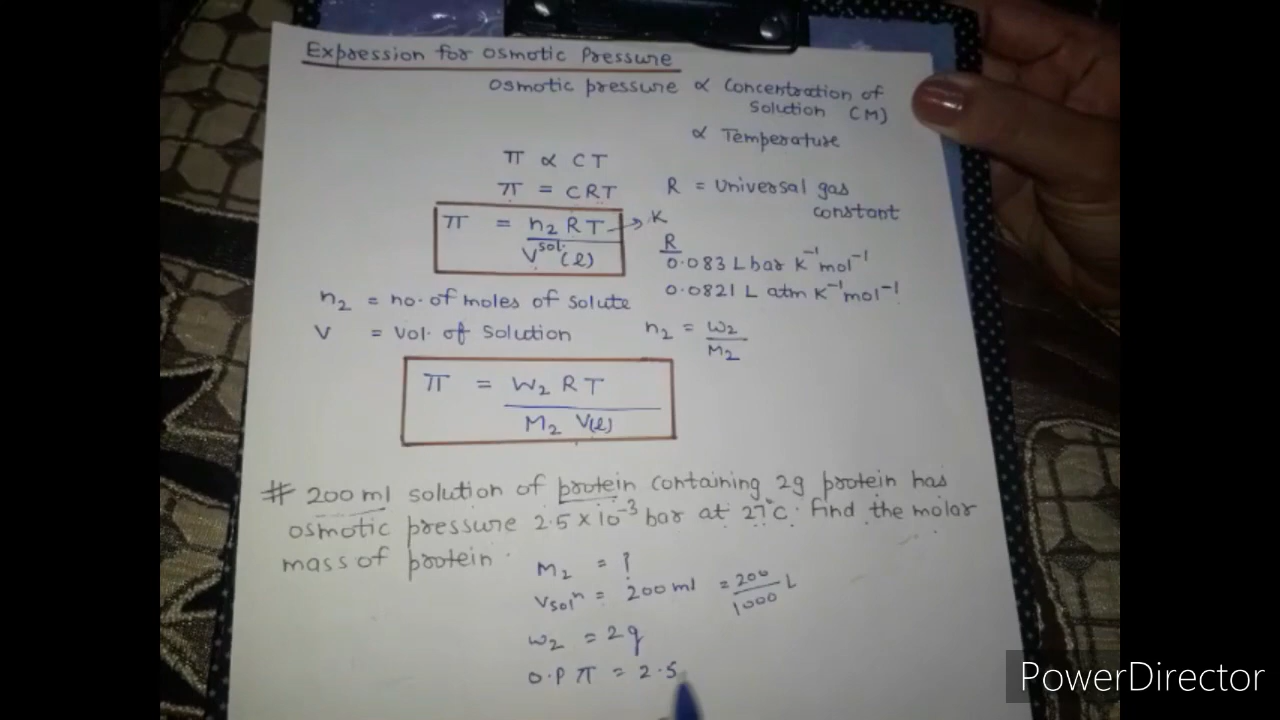 Expression for Osmotic Pressure
Osmotic pressure ∝ Concentration of
Solution (M)
∝ Temperature
π ∝ CT
π = CRT
R = Universal gas
constant
π = n₂ R T → K
V sol. (l)
R
0.083 L bar K⁻¹ mol⁻¹
0.0821 L atm K⁻¹ mol⁻¹
n₂ = no. of moles of solute
V = Vol. of Solution
n₂ = W₂
M₂
π = W₂ R T
M₂ V(l)
# 200 ml solution of protein containing 2g protein has
osmotic pressure 2.5 × 10⁻³ bar at 27°C. Find the molar
mass of protein.
M₂ = ?
Vsolⁿ = 200 ml = 200/1000 L
W₂ = 2g
O.P π = 2.5
PowerDirector